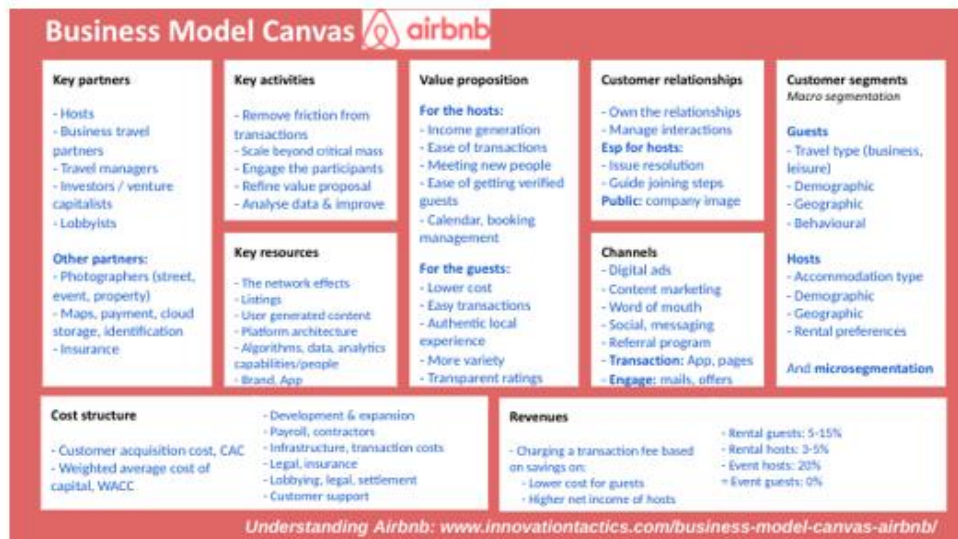 Business Model Canvas airbnb
Key partners
- Hosts
- Business travel
partners
- Travel managers
- Investors / venture
capitalists
- Lobbyists
Other partners:
- Photographers (street,
event, property)
- Maps, payment, cloud
storage, identification
- Insurance
Key activities
- Remove friction from
transactions
- Scale beyond critical mass
- Engage the participants
- Refine value proposal
- Analyse data & improve
Key resources
- The network effects
- Listings
- User generated content
- Platform architecture
- Algorithms, data, analytics
capabilities/people
- Brand, App
Value proposition
For the hosts:
- Income generation
- Ease of transactions
- Meeting new people
- Ease of getting verified
guests
- Calendar, booking
management
For the guests:
- Lower cost
- Easy transactions
- Authentic local
experience
- More variety
- Transparent ratings
Customer relationships
- Own the relationships
- Manage interactions
Esp for hosts:
- Issue resolution
- Guide joining steps
Public: company image
Channels
- Digital ads
- Content marketing
- Word of mouth
- Social, messaging
- Referral program
- Transaction: App, pages
- Engage: mails, offers
Customer segments
Macro segmentation
Guests
- Travel type (business,
leisure)
- Demographic
- Geographic
- Behavioural
Hosts
- Accommodation type
- Demographic
- Geographic
- Rental preferences
And microsegmentation
Cost structure
- Customer acquisition cost, CAC
- Weighted average cost of
capital, WACC
- Development & expansion
- Payroll, contractors
- Infrastructure, transaction costs
- Legal, insurance
- Lobbying, legal, settlement
- Customer support
Revenues
- Charging a transaction fee based
on savings on:
- Lower cost for guests
- Higher net income of hosts
- Rental guests: 5-15%
- Rental hosts: 3-5%
- Event hosts: 20%
= Event guests: 0%
Understanding Airbnb: www.innovationtactics.com/business-model-canvas-airbnb/